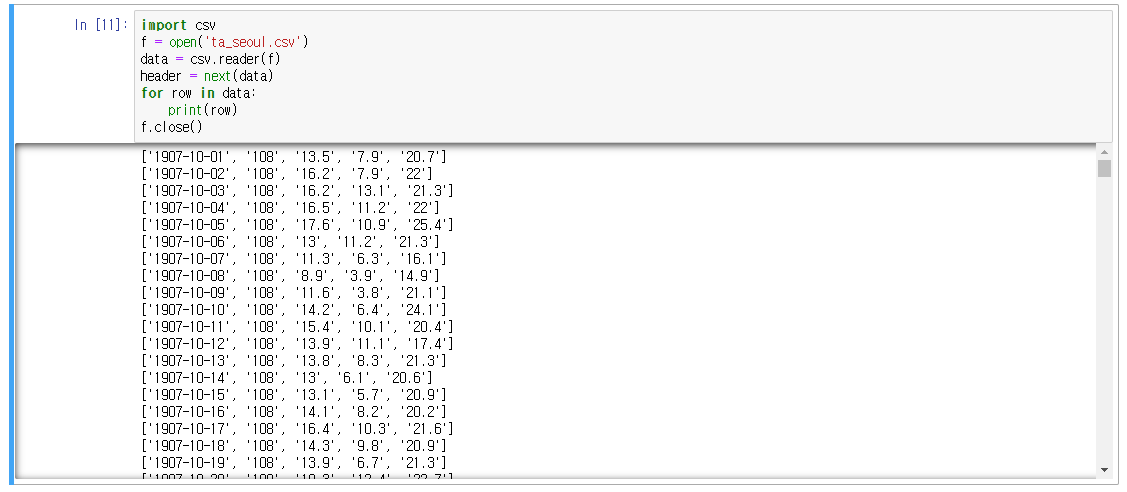 In [11]:
import csv
f = open('ta_seoul.csv')
data = csv.reader(f)
header = next(data)
for row in data:
    print(row)
f.close()
['1907-10-01', '108', '13.5', '7.9', '20.7']
['1907-10-02', '108', '16.2', '7.9', '22']
['1907-10-03', '108', '16.2', '13.1', '21.3']
['1907-10-04', '108', '16.5', '11.2', '22']
['1907-10-05', '108', '17.6', '10.9', '25.4']
['1907-10-06', '108', '13', '11.2', '21.3']
['1907-10-07', '108', '11.3', '6.3', '16.1']
['1907-10-08', '108', '8.9', '3.9', '14.9']
['1907-10-09', '108', '11.6', '3.8', '21.1']
['1907-10-10', '108', '14.2', '6.4', '24.1']
['1907-10-11', '108', '15.4', '10.1', '20.4']
['1907-10-12', '108', '13.9', '11.1', '17.4']
['1907-10-13', '108', '13.8', '8.3', '21.3']
['1907-10-14', '108', '13', '6.1', '20.6']
['1907-10-15', '108', '13.1', '5.7', '20.9']
['1907-10-16', '108', '14.1', '8.2', '20.2']
['1907-10-17', '108', '16.4', '10.3', '21.6']
['1907-10-18', '108', '14.3', '9.8', '20.9']
['1907-10-19', '108', '13.9', '6.7', '21.3']